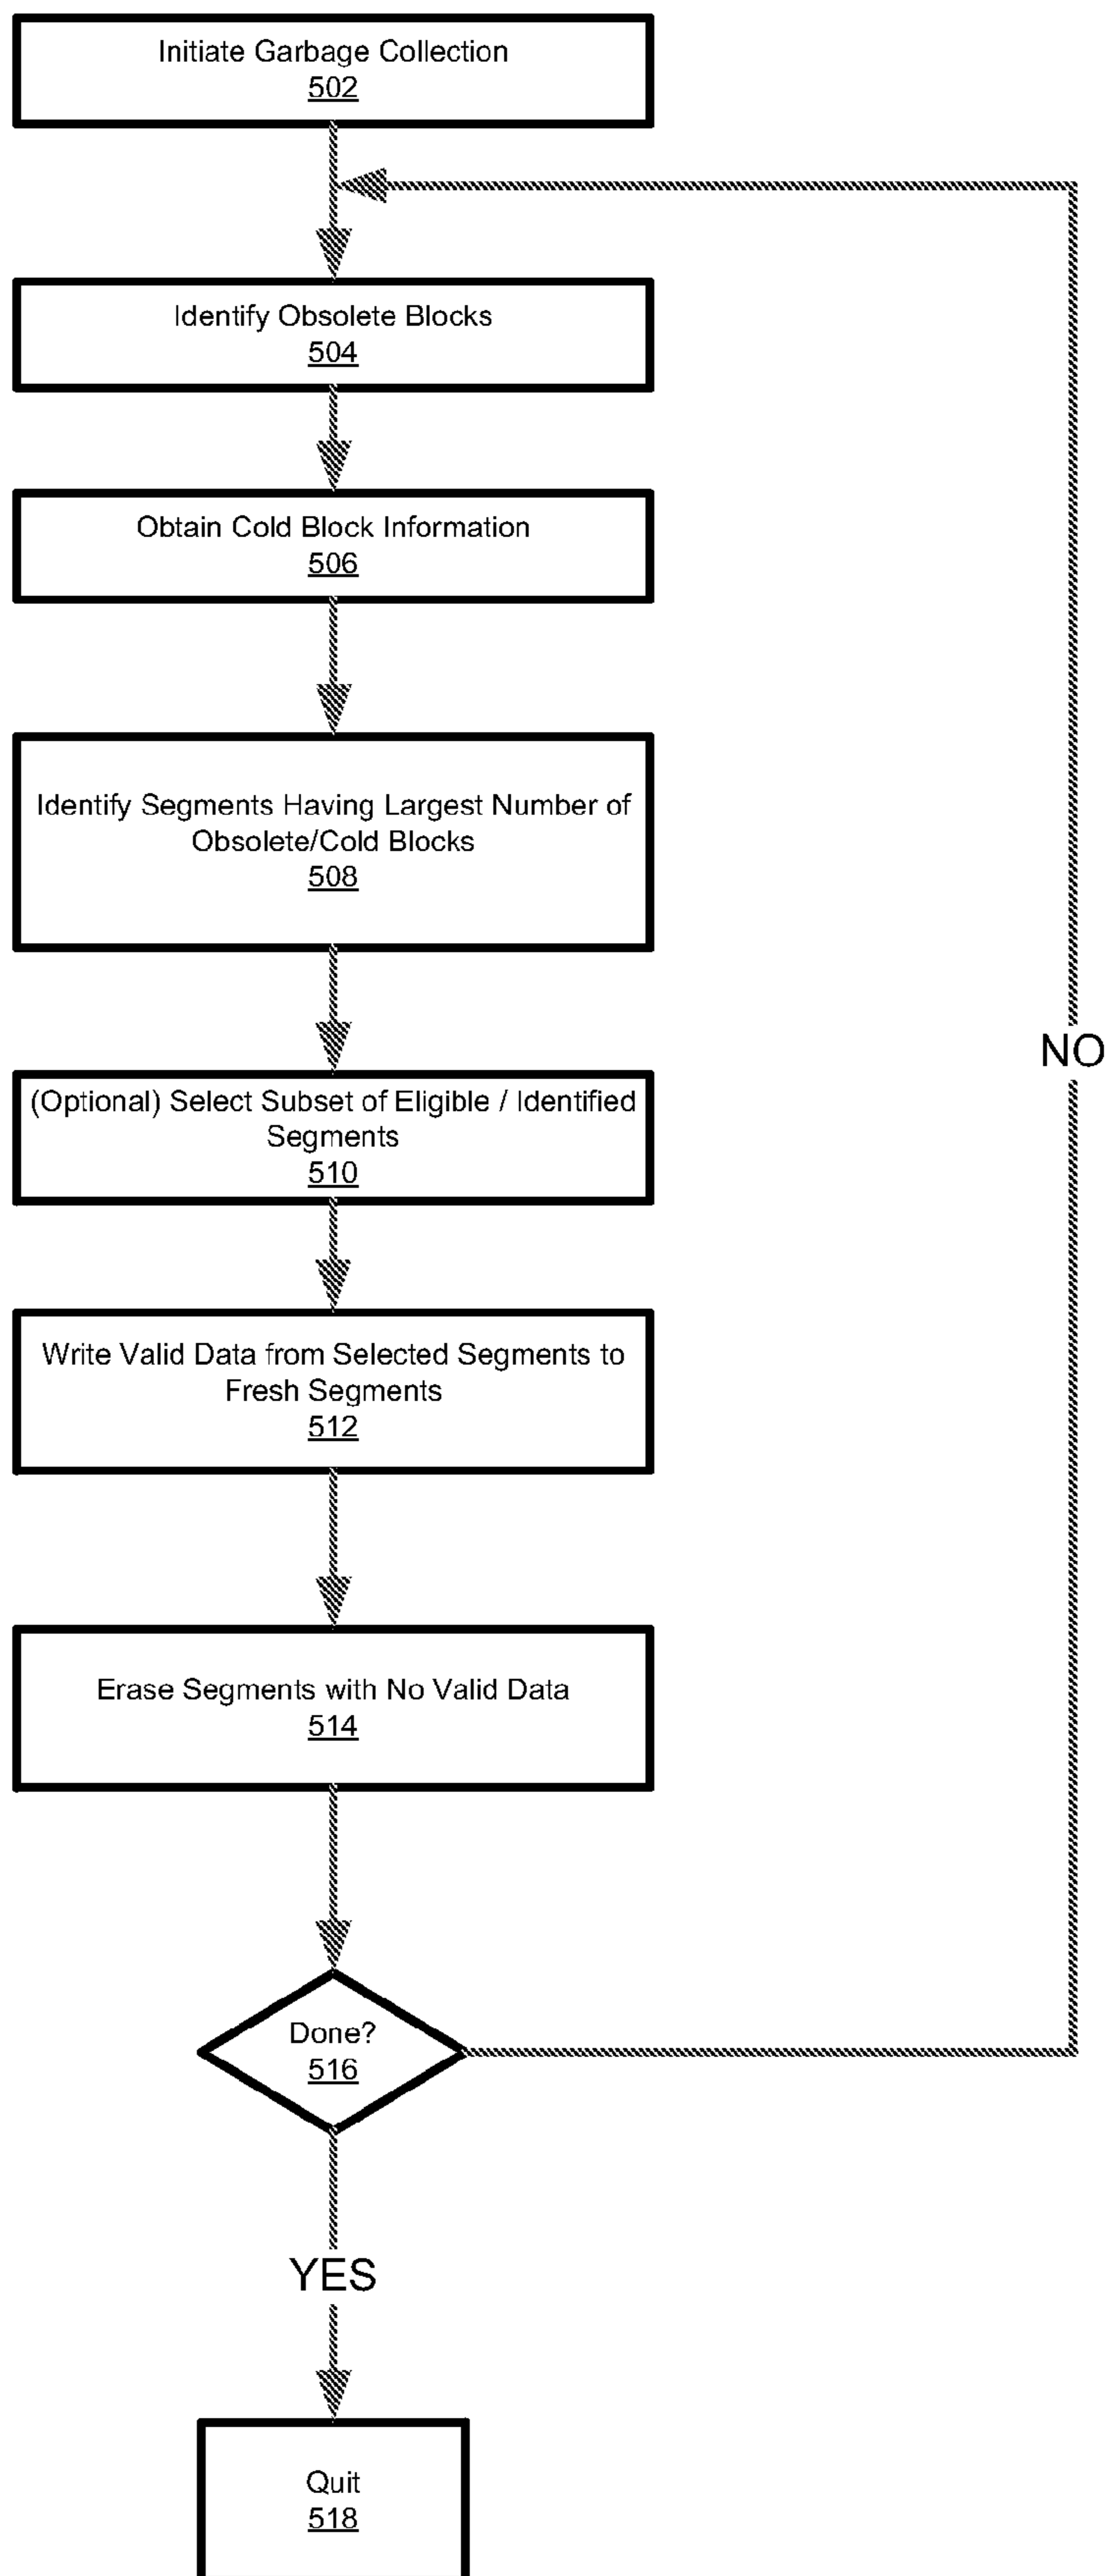 Initiate Garbage Collection
502
Identify Obsolete Blocks
504
Obtain Cold Block Information
506
Identify Segments Having Largest Number of
Obsolete/Cold Blocks
508
NO
(Optional) Select Subset of Eligible / Identified
Segments
510
Write Valid Data from Selected Segments to
Fresh Segments
512
Erase Segments with No Valid Data
514
Done?
516
YES
Quit
518